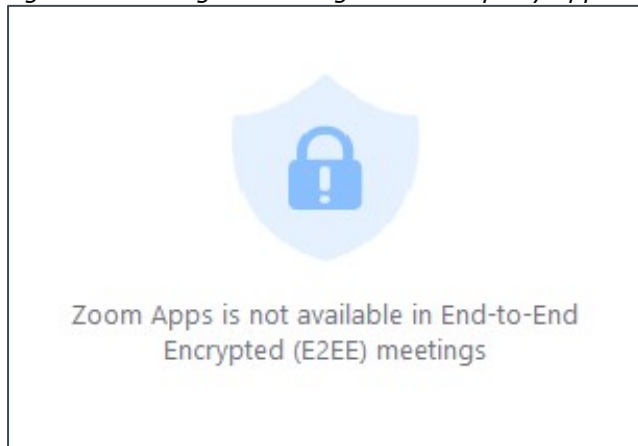 Zoom Apps is not available in End-to-End
Encrypted (E2EE) meetings